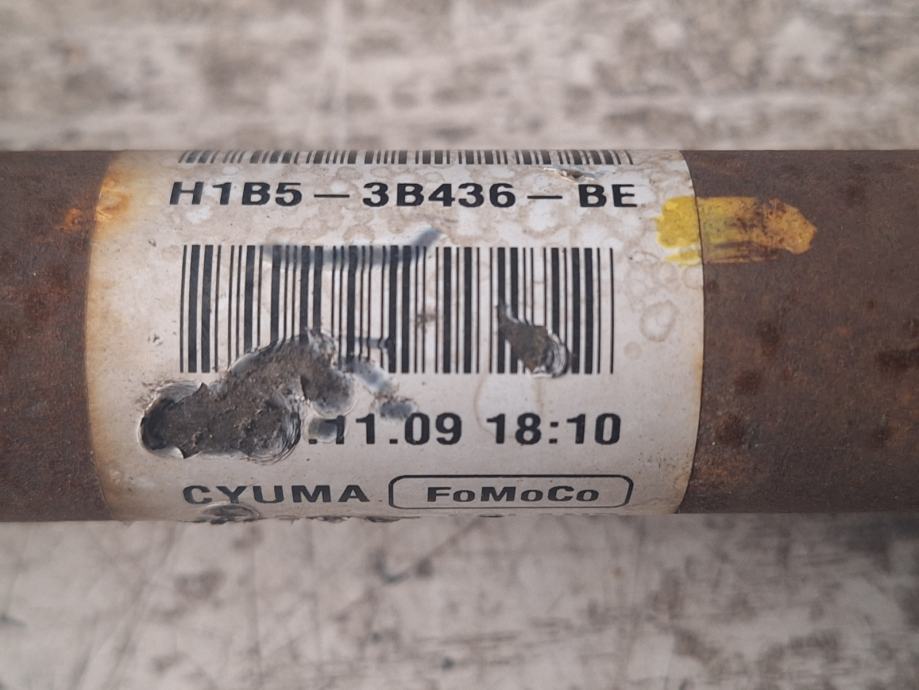 H1B5-3B436-BE
.11.09 18:10
CYUMA FoMoCo